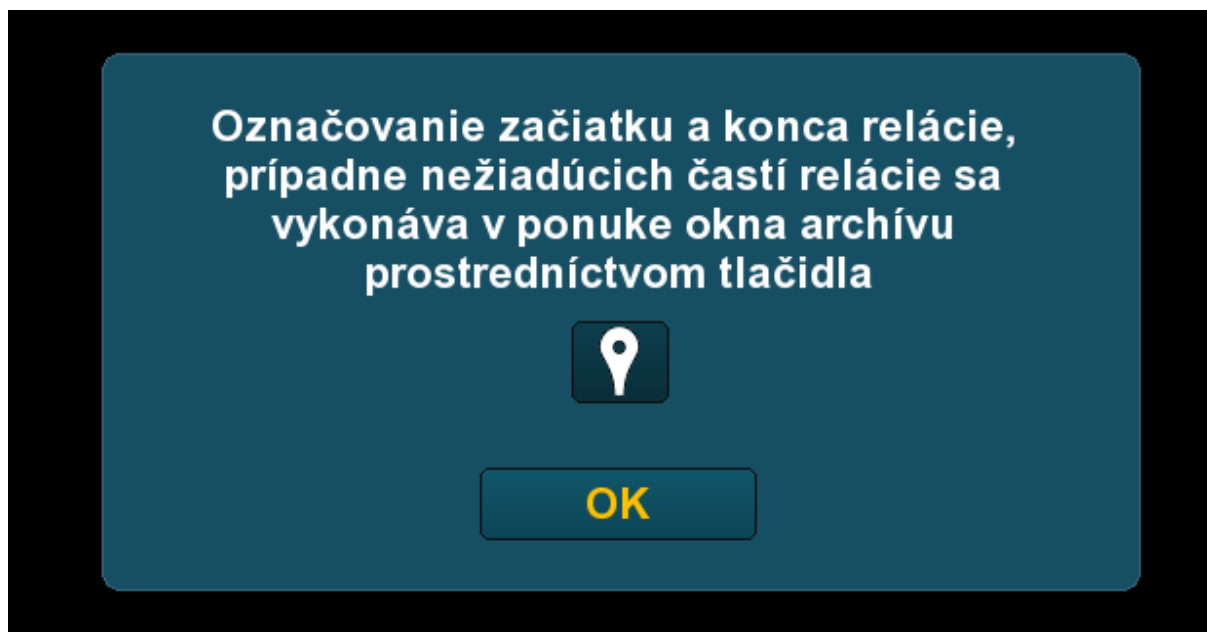 Označovanie začiatku a konca relácie,
prípadne nežiadúcich častí relácie sa
vykonáva v ponuke okna archívu
prostredníctvom tlačidla
OK